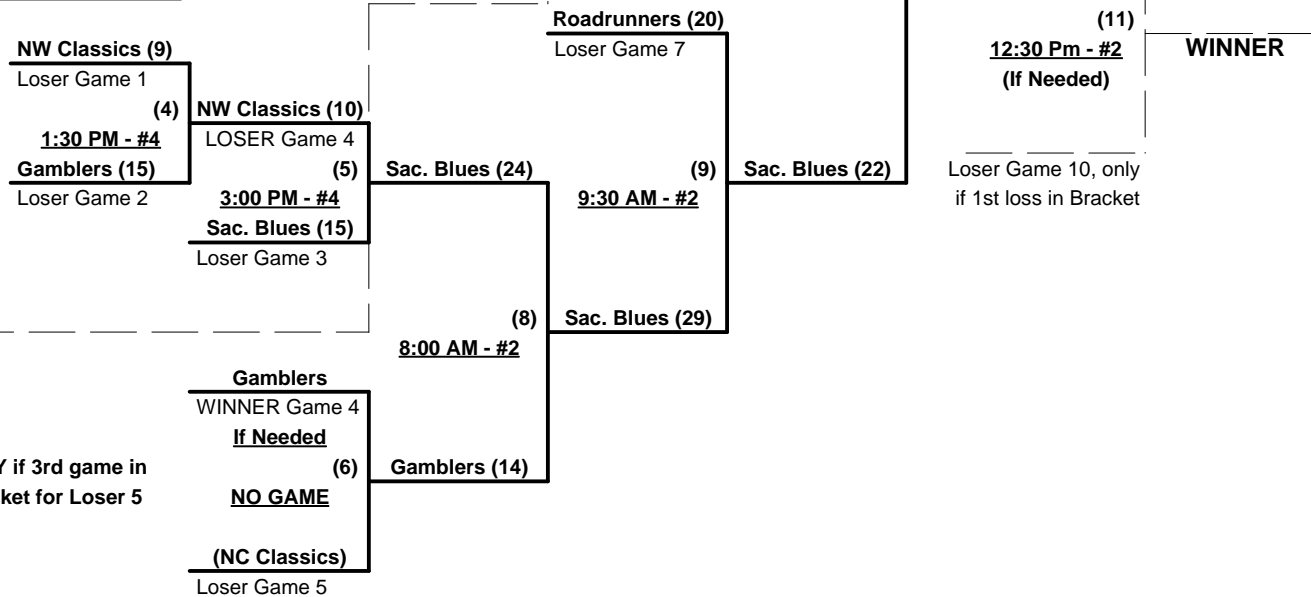 Roadrunners (20)
Loser Game 7
(11)
12:30 Pm - #2
(If Needed)
WINNER
NW Classics (9)
Loser Game 1
(4)
1:30 PM - #4
Gamblers (15)
Loser Game 2
NW Classics (10)
LOSER Game 4
(5)
3:00 PM - #4
Sac. Blues (15)
Loser Game 3
Sac. Blues (24)
(9)
9:30 AM - #2
Sac. Blues (22)
Loser Game 10, only
if 1st loss in Bracket
(8)
8:00 AM - #2
Sac. Blues (29)
Gamblers
WINNER Game 4
If Needed
(6)
NO GAME
Gamblers (14)
Y if 3rd game in
ket for Loser 5
(NC Classics)
Loser Game 5